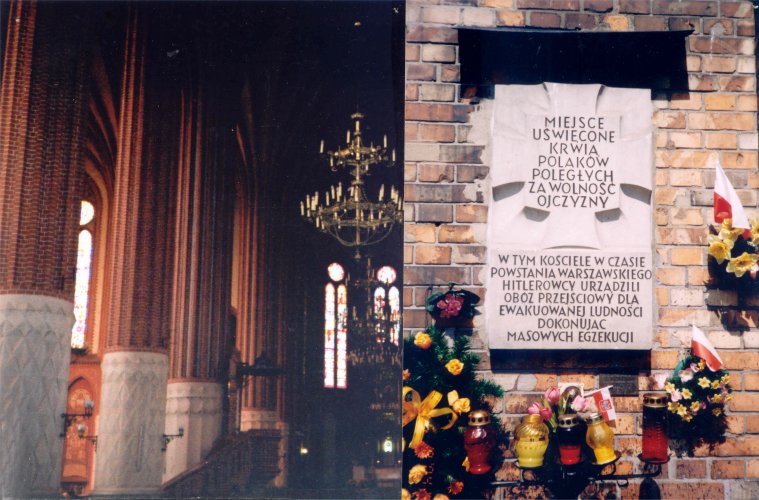 MIEJSCE
UŚWIĘCONE
KRWIĄ
POLAKÓW
POLEGŁYCH
ZA WOLNOŚĆ
OJCZYZNY
W TYM KOŚCIELE W CZASIE
POWSTANIA WARSZAWSKIEGO
HITLEROWCY URZĄDZILI
OBÓZ PRZEJŚCIOWY DLA
EWAKUOWANEJ LUDNOŚCI
DOKONUJĄC
MASOWYCH EGZEKUCJI